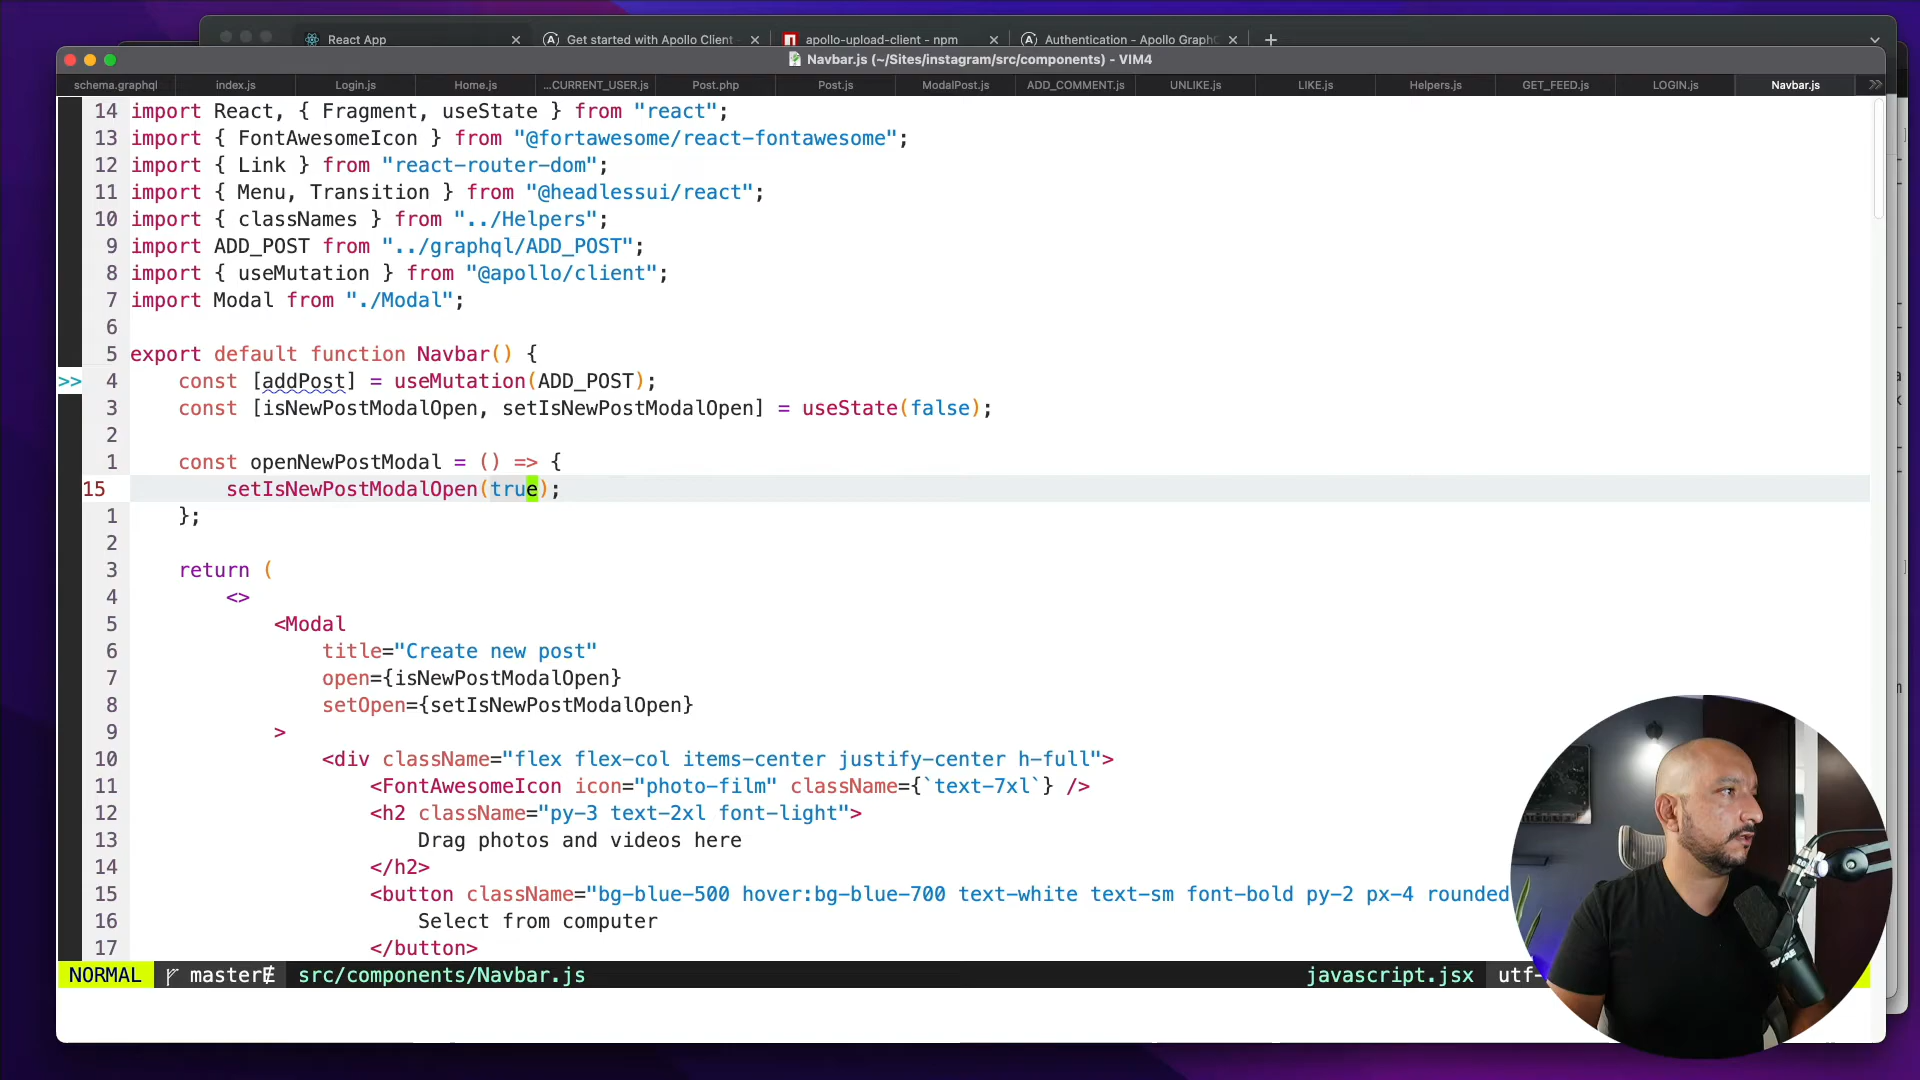 React App
Get started with Apollo Client
apollo-upload-client - npm
Authentication - Apollo GraphQ
Navbar.js (~/Sites/instagram/src/components) - VIM4
schema.graphql
index.js
Login.js
Home.js
...CURRENT_USER.js
Post.php
Post.js
ModalPost.js
ADD_COMMENT.js
UNLIKE.js
LIKE.js
Helpers.js
GET_FEED.js
LOGIN.js
Navbar.js
14 import React, { Fragment, useState } from "react";
13 import { FontAwesomeIcon } from "@fortawesome/react-fontawesome";
12 import { Link } from "react-router-dom";
11 import { Menu, Transition } from "@headlessui/react";
10 import { classNames } from "../Helpers";
9 import ADD_POST from "../graphql/ADD_POST";
8 import { useMutation } from "@apollo/client";
7 import Modal from "./Modal";
6
5 export default function Navbar() {
>> 4 const [addPost] = useMutation(ADD_POST);
3 const [isNewPostModalOpen, setIsNewPostModalOpen] = useState(false);
2
1 const openNewPostModal = () => {
15 setIsNewPostModalOpen(true);
1 };
2
3 return (
4 <>
5 <Modal
6 title="Create new post"
7 open={isNewPostModalOpen}
8 setOpen={setIsNewPostModalOpen}
9 >
10 <div className="flex flex-col items-center justify-center h-full">
11 <FontAwesomeIcon icon="photo-film" className={`text-7xl`} />
12 <h2 className="py-3 text-2xl font-light">
13 Drag photos and videos here
14 </h2>
15 <button className="bg-blue-500 hover:bg-blue-700 text-white text-sm font-bold py-2 px-4 rounded
16 Select from computer
17 </button>
NORMAL master src/components/Navbar.js javascript.jsx utf-